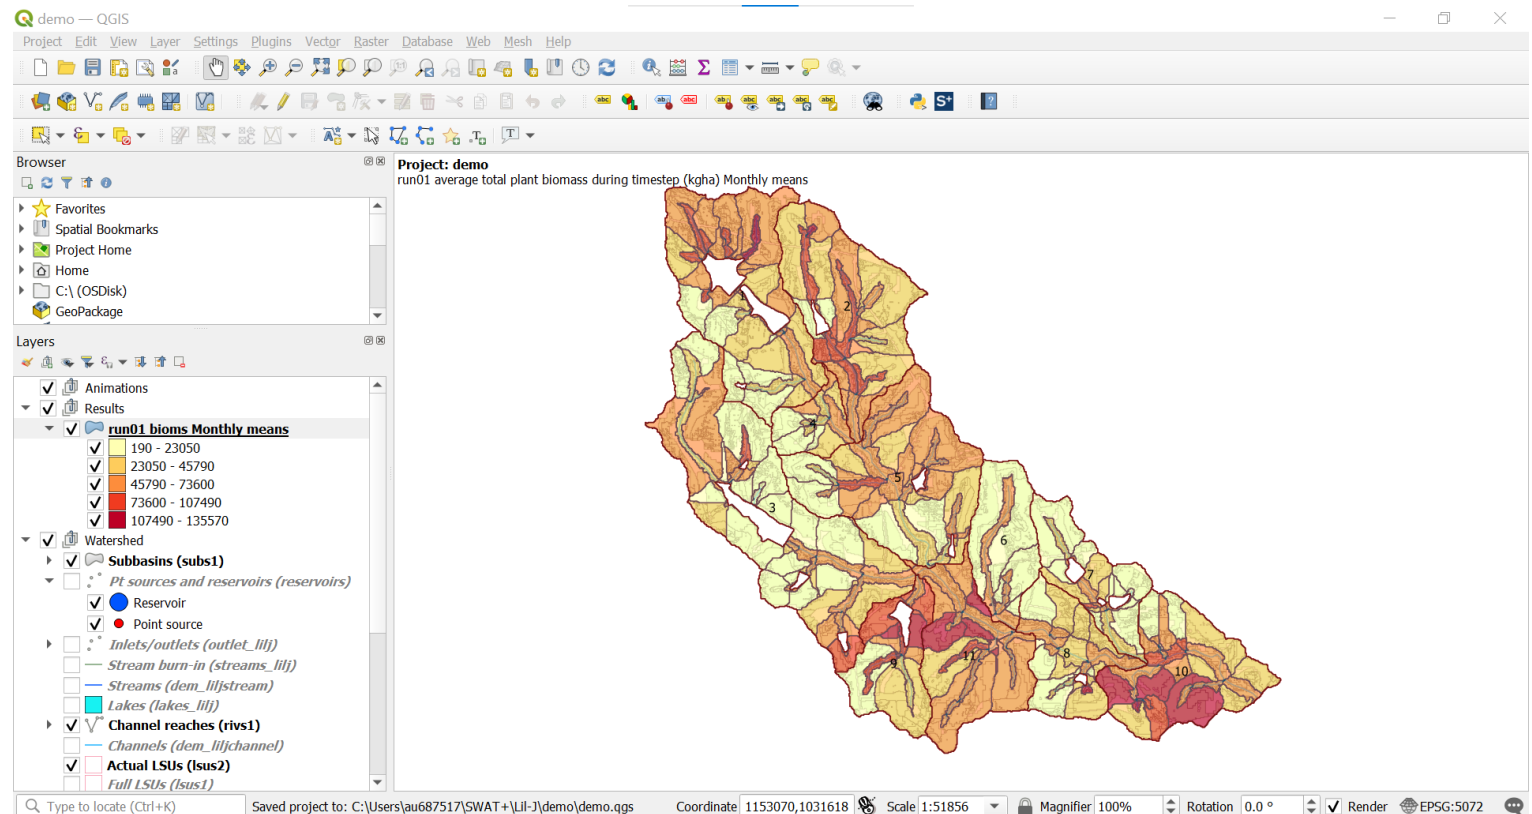 demo — QGIS
Project Edit View Layer Settings Plugins Vector Raster Database Web Mesh Help
Browser
Favorites
Spatial Bookmarks
Project Home
Home
C:\ (OSDisk)
GeoPackage
Layers
Animations
Results
run01 bioms Monthly means
190 - 23050
23050 - 45790
45790 - 73600
73600 - 107490
107490 - 135570
Watershed
Subbasins (subs1)
Pt sources and reservoirs (reservoirs)
Reservoir
Point source
Inlets/outlets (outlet_lilj)
Stream burn-in (streams_lilj)
Streams (dem_liljstream)
Lakes (lakes_lilj)
Channel reaches (rivs1)
Channels (dem_liljchannel)
Actual LSUs (lsus2)
Full LSUs (lsus1)
Project: demo
run01 average total plant biomass during timestep (kgha) Monthly means
1
2
4
5
3
6
7
8
9
11
10
Type to locate (Ctrl+K) Saved project to: C:\Users\au687517\SWAT+\Lil-J\demo\demo.qgs Coordinate 1153070,1031618 Scale 1:51856 Magnifier 100% Rotation 0.0 ° Render EPSG:5072